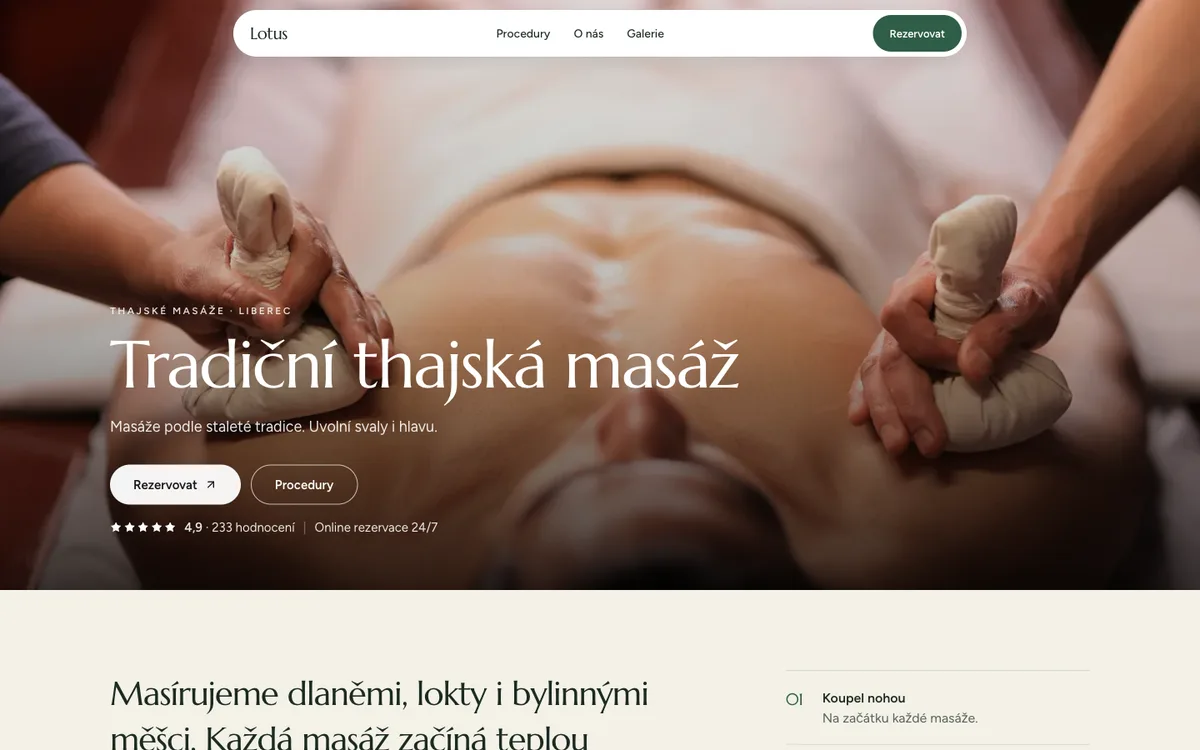 Lotus
Procedury
O nás
Galerie
Rezervovat
THAJSKÉ MASÁŽE · LIBEREC
Tradiční thajská masáž
Masáže podle staleté tradice. Uvolní svaly i hlavu.
Rezervovat
Procedury
★★★★★ 4,9 · 233 hodnocení | Online rezervace 24/7
Masírujeme dlaněmi, lokty i bylinnými
měšci. Každá masáž začíná teplou
01 Koupel nohou
Na začátku každé masáže.